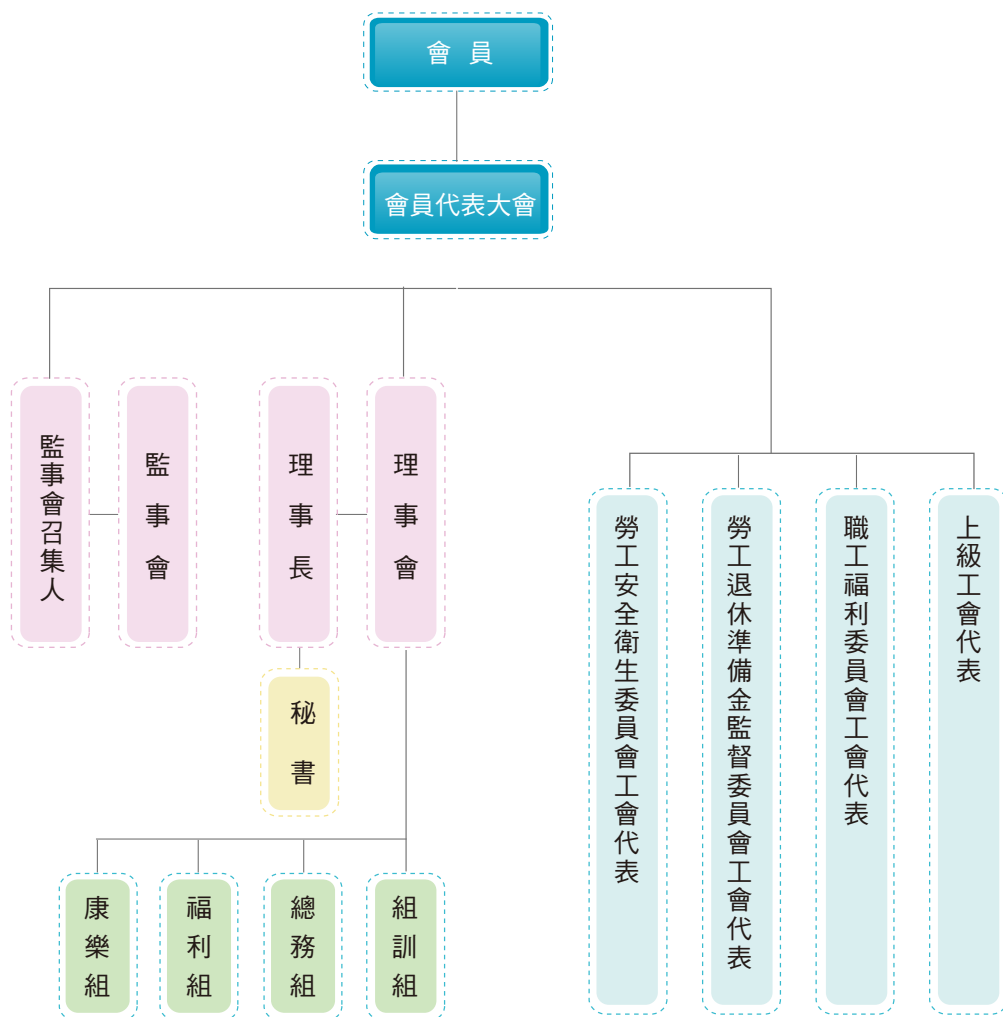 會員
會員代表大會
監事會召集人
監事會
理事長
理事會
秘書
康樂組
福利組
總務組
組訓組
勞工安全衛生委員會工會代表
勞工退休準備金監督委員會工會代表
職工福利委員會工會代表
上級工會代表